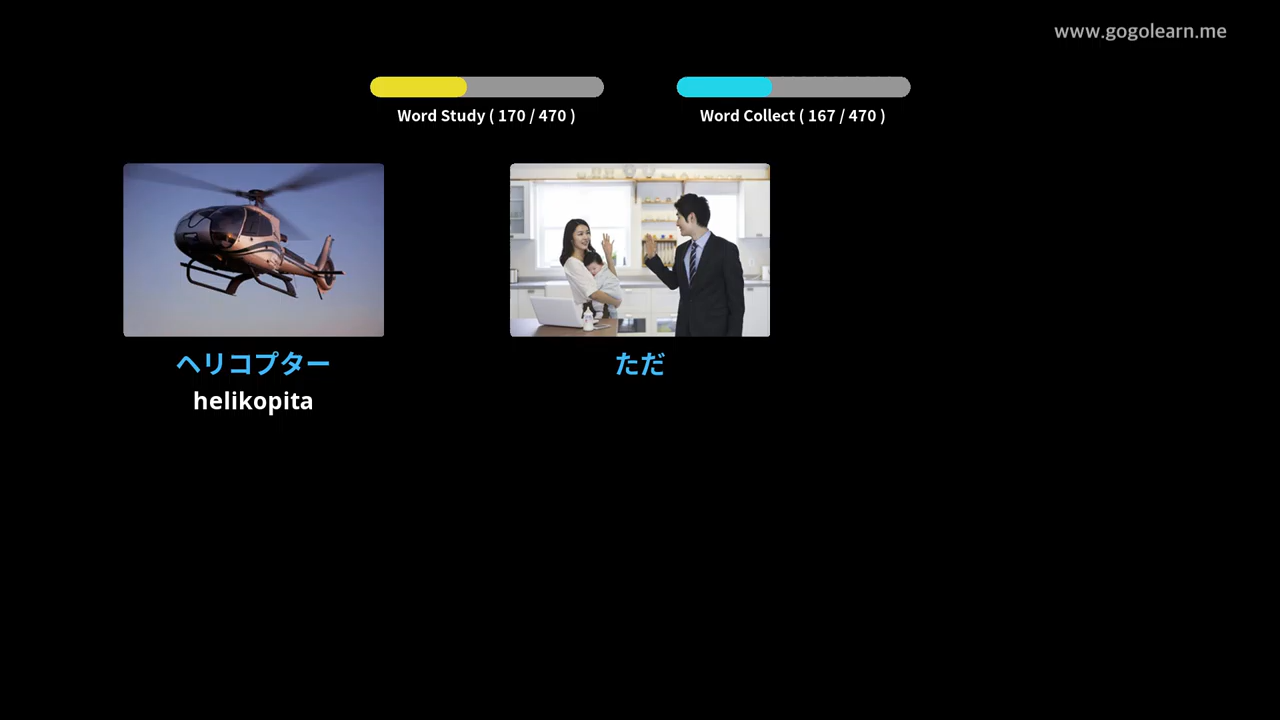 www.gogolearn.me
Word Study ( 170 / 470 )
Word Collect ( 167 / 470 )
ヘリコプター
helikopita
ただ